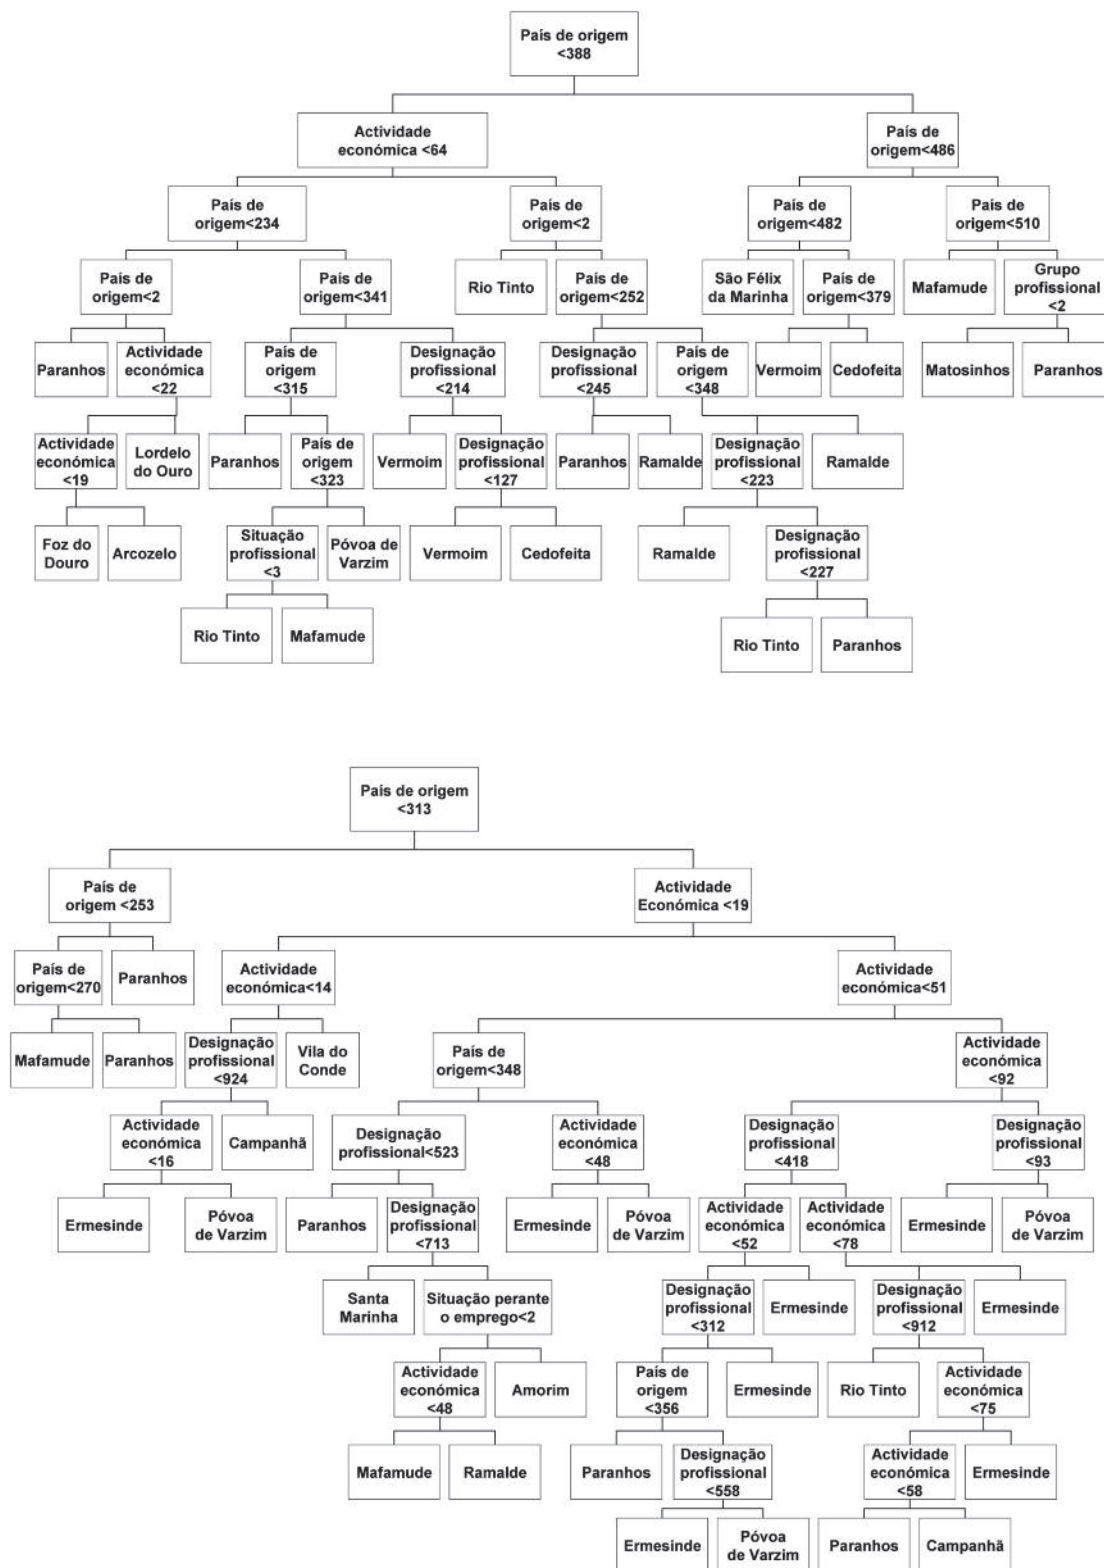 País de origem
<388
Actividade
económica <64
País de
origem<486
País de
origem<234
País de
origem<2
País de
origem<482
País de
origem<510
País de
origem<2
País de
origem<341
Rio Tinto
País de
origem<252
São Félix
da Marinha
País de
origem<379
Mafamude
Grupo
profissional
<2
Paranhos
Actividade
económica
<22
País de
origem
<315
Designação
profissional
<214
Designação
profissional
<245
País de
origem
<348
Vermoim
Cedofeita
Matosinhos
Paranhos
Actividade
económica
<19
Lordelo
do Ouro
Paranhos
País de
origem
<323
Vermoim
Designação
profissional
<127
Paranhos
Ramalde
Designação
profissional
<223
Ramalde
Foz do
Douro
Arcozelo
Situação
profissional
<3
Póvoa de
Varzim
Vermoim
Cedofeita
Ramalde
Designação
profissional
<227
Rio Tinto
Mafamude
Rio Tinto
Paranhos
País de origem
<313
País de
origem <253
Actividade
Económica <19
País de
origem<270
Paranhos
Actividade
económica<14
Actividade
económica<51
Mafamude
Paranhos
Designação
profissional
<924
Vila do
Conde
País de
origem<348
Actividade
económica
<92
Actividade
económica
<16
Campanhã
Designação
profissional<523
Actividade
económica
<48
Designação
profissional
<418
Designação
profissional
<93
Ermesinde
Póvoa
de Varzim
Paranhos
Designação
profissional
<713
Ermesinde
Póvoa
de Varzim
Actividade
económica
<52
Actividade
económica
<78
Ermesinde
Póvoa
de Varzim
Santa
Marinha
Situação perante
o emprego<2
Designação
profissional
<312
Ermesinde
Designação
profissional
<912
Ermesinde
Actividade
económica
<48
Amorim
País de
origem
<356
Ermesinde
Rio Tinto
Actividade
económica
<75
Mafamude
Ramalde
Paranhos
Designação
profissional
<558
Actividade
económica
<58
Ermesinde
Ermesinde
Póvoa
de Varzim
Paranhos
Campanhã